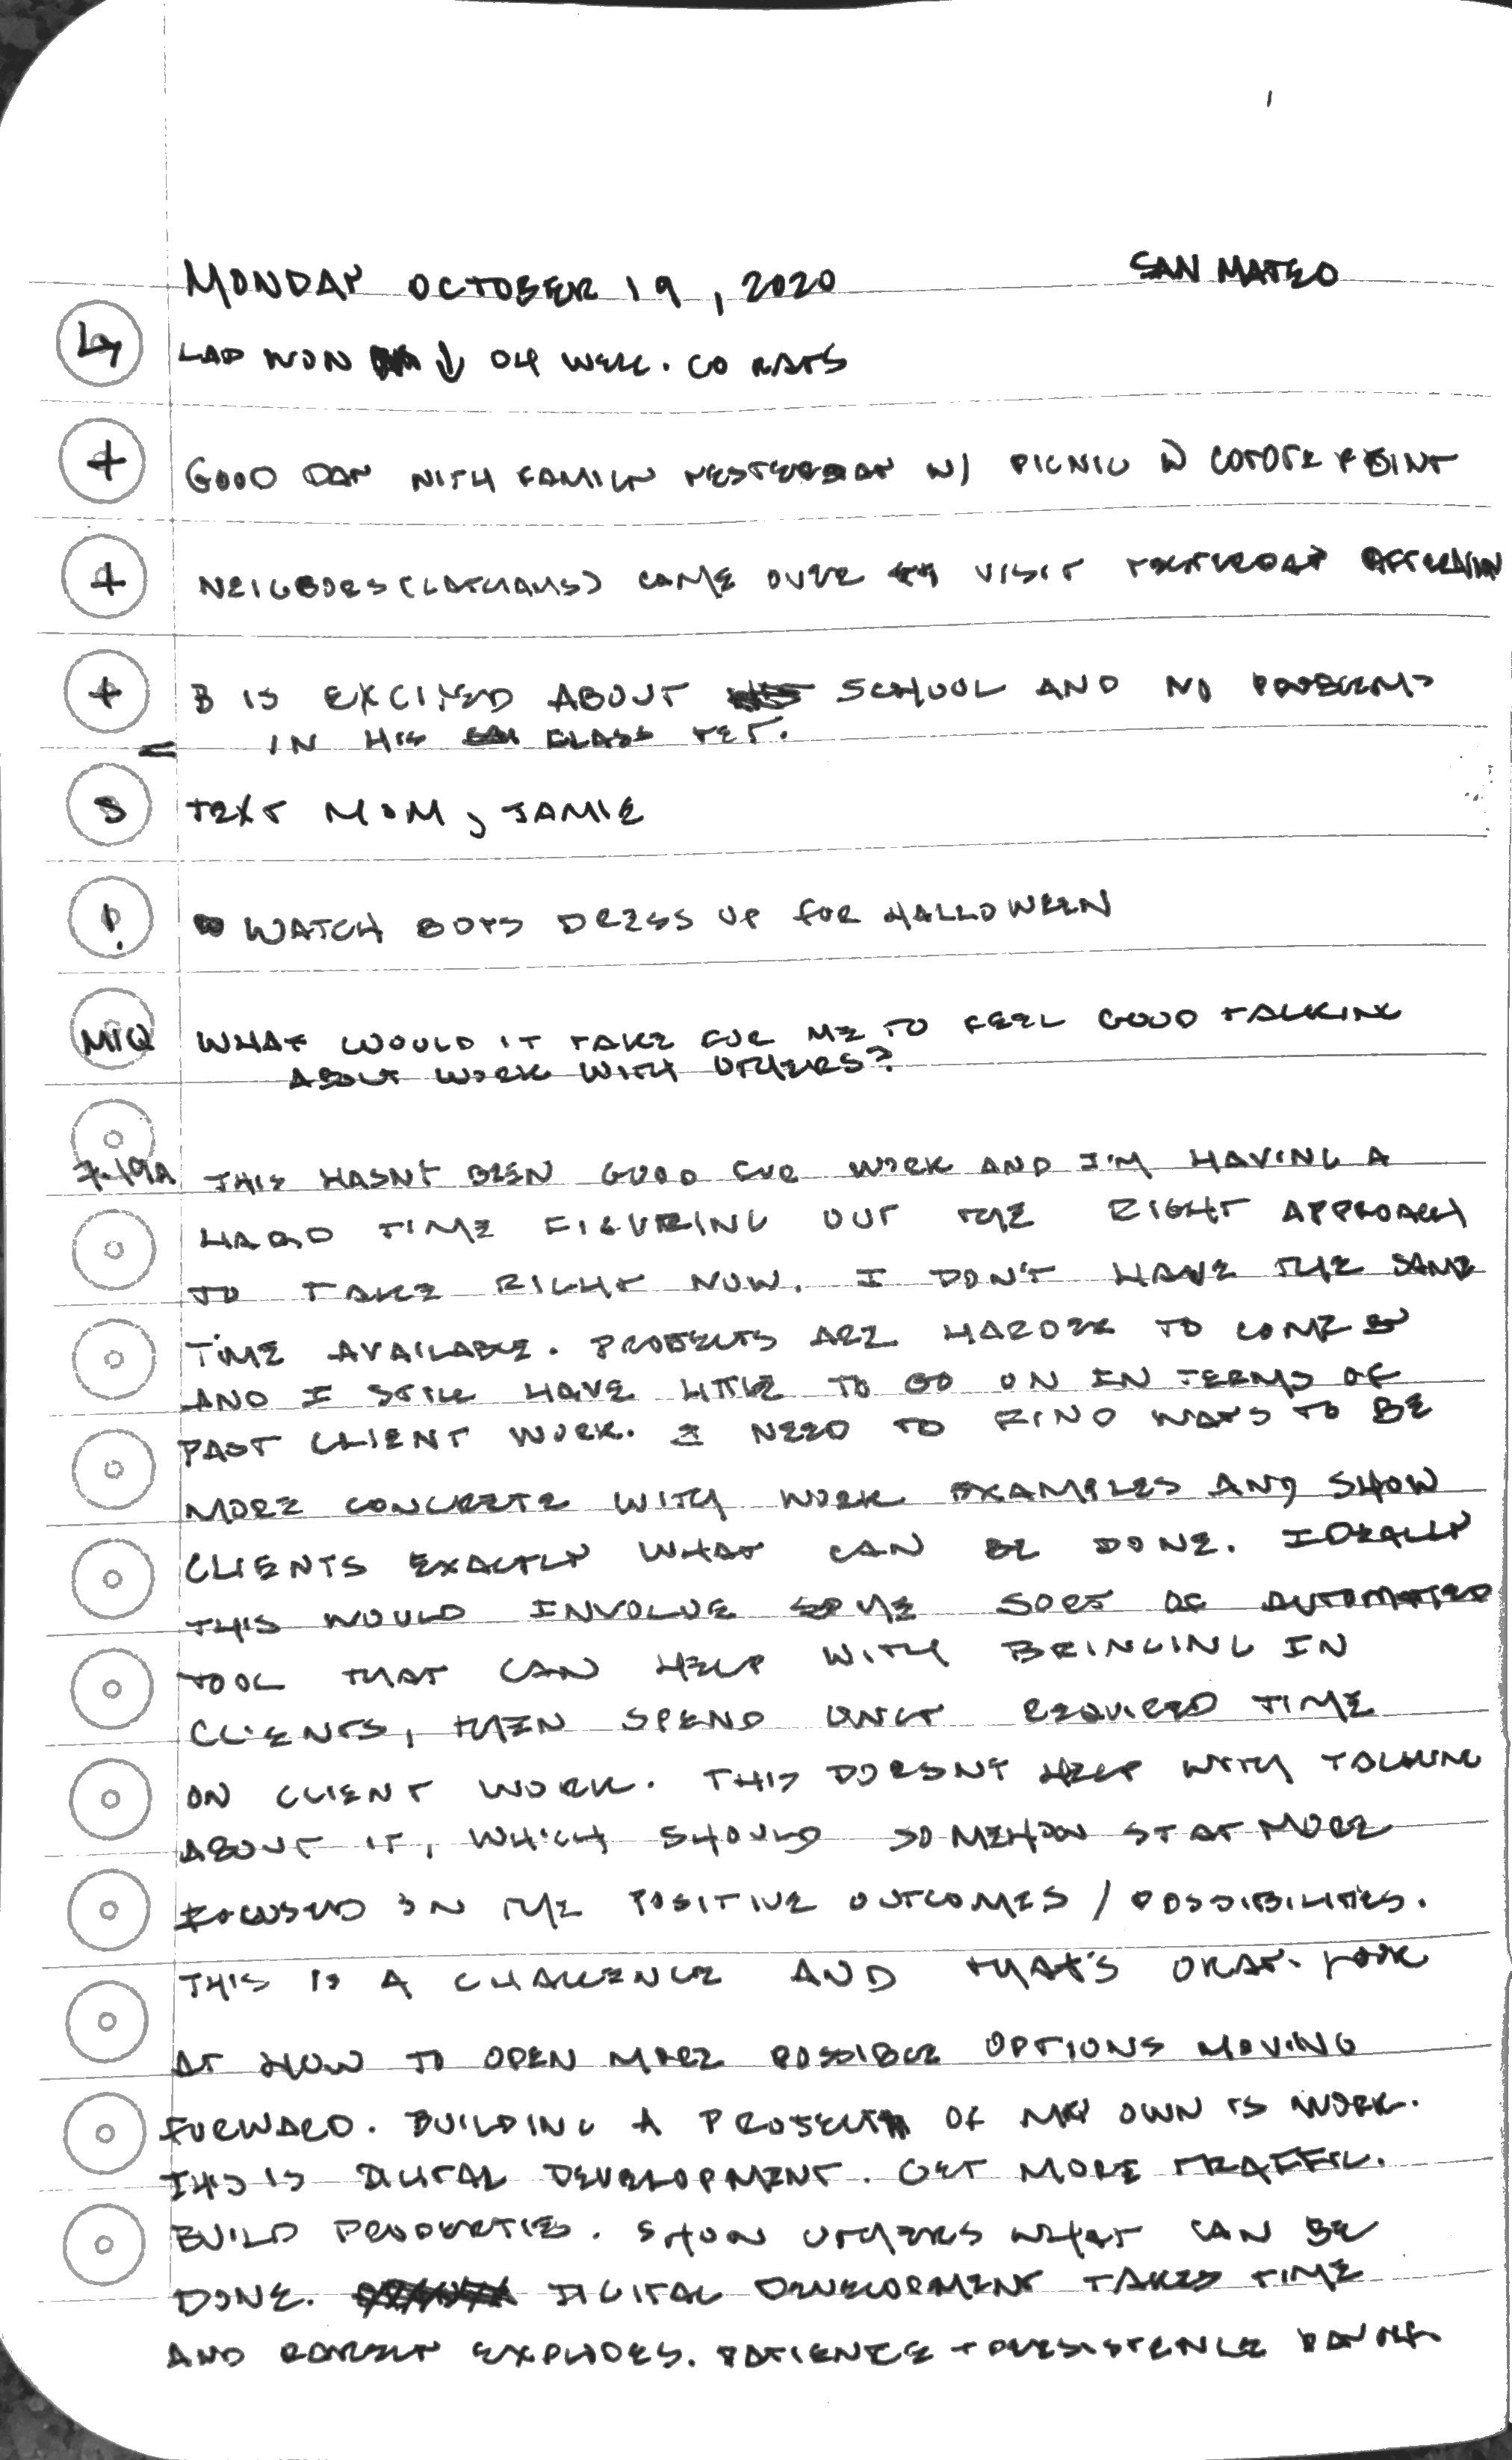 MONDAY OCTOBER 19, 2020 SAN MATEO
L→ LAD WON ↓ 04 WELL. GO RAYS
+ GOOD DAY WITH FAMILY YESTERDAY W/ PICNIC @ COYOTE POINT
+ NEIGBORS (LATHAMS) CAME OVER VISIT YESTERDAY AFTERNOON
+ B IS EXCITED ABOUT SCHOOL AND NO PROBLEMS
= IN HIS CLASS YET.
S TEXT MOM, JAMIE
! WATCH BOYS DRESS UP FOR HALLOWEEN
MIQ WHAT WOULD IT TAKE FOR ME TO FEEL GOOD TALKING
ABOUT WORK WITH OTHERS?
7:19A THIS HASN'T BEEN GOOD FOR WORK AND I'M HAVING A
HARD TIME FIGURING OUT THE RIGHT APPROACH
TO TAKE RIGHT NOW. I DON'T HAVE THE SAME
TIME AVAILABLE. PROJECTS ARE HARDER TO COME BY
AND I STILL HAVE LITTLE TO GO ON IN TERMS OF
PAST CLIENT WORK. I NEED TO FIND WAYS TO BE
MORE CONCRETE WITH WORK EXAMPLES AND SHOW
CLIENTS EXACTLY WHAT CAN BE DONE. IDEALLY
THIS WOULD INVOLVE SOME SORT OF AUTOMATED
TOOL THAT CAN HELP WITH BRINGING IN
CLIENTS, THEN SPEND ONLY REQUIRED TIME
ON CLIENT WORK. THIS DOESNT HELP WITH TALKING
ABOUT IT, WHICH SHOULD SOMEHOW STAY MORE
FOCUSED ON THE POSITIVE OUTCOMES / POSSIBILITIES.
THIS IS A CHALLENGE AND THAT'S OKAY. LOOK
AT HOW TO OPEN MORE POSSIBLE OPTIONS MOVING
FORWARD. BUILDING A PROJECT OF MY OWN IS WORK.
THIS IS DIGITAL DEVELOPMENT. GET MORE TRAFFIC.
BUILD PROPERTIES. SHOW OTHERS WHAT CAN BE
DONE. DIGITAL DEVELOPMENT TAKES TIME
AND RARELY EXPLODES. PATIENCE + PERSISTENCE